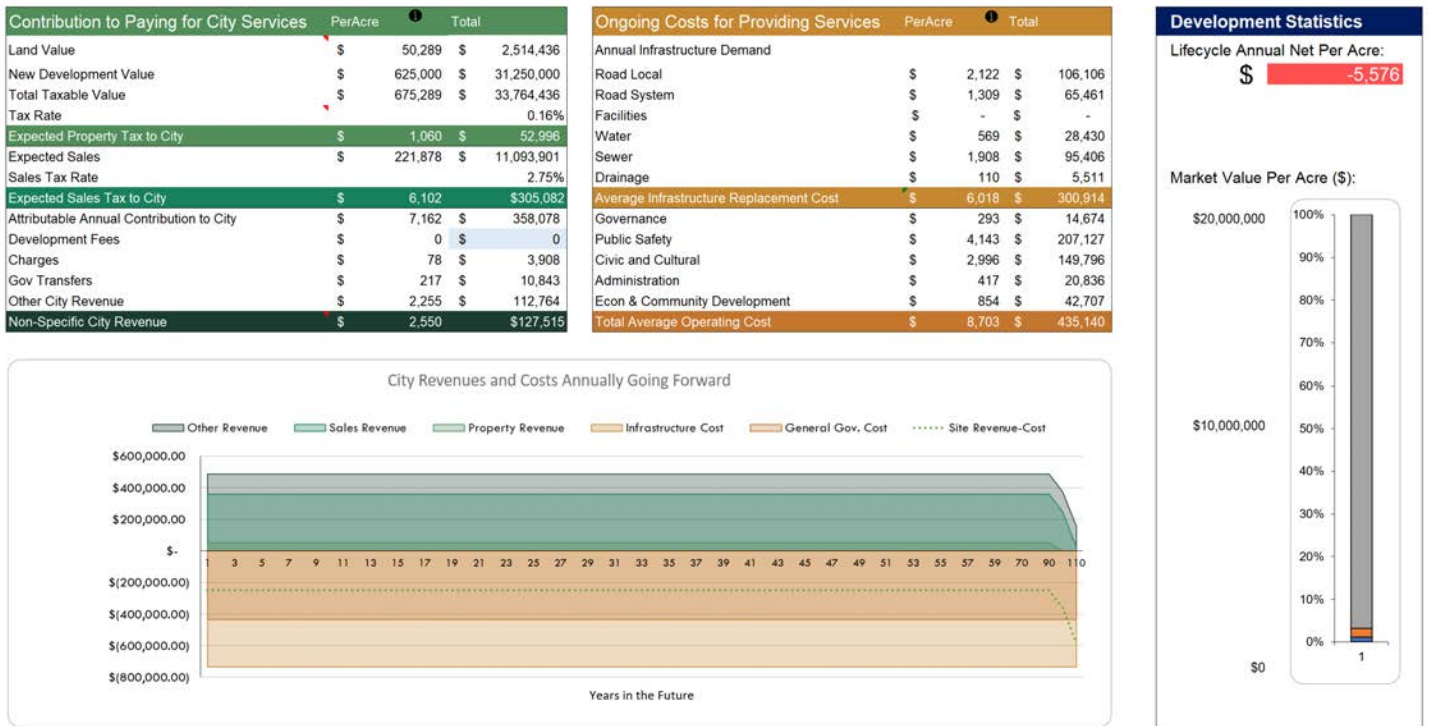 Contribution to Paying for City Services PerArce ❶ Total
Land Value $ 50,289 $ 2,514,436
New Development Value $ 625,000 $ 31,250,000
Total Taxable Value $ 675,289 $ 33,764,436
Tax Rate 0.16%
Expected Property Tax to City $ 1,060 $ 52,996
Expected Sales $ 221,878 $ 11,093,901
Sales Tax Rate 2.75%
Expected Sales Tax to City $ 6,102 $305,082
Attributable Annual Contribution to City $ 7,162 $ 358,078
Development Fees $ 0 $ 0
Charges $ 78 $ 3,908
Gov Transfers $ 217 $ 10,843
Other City Revenue $ 2,255 $ 112,764
Non-Specific City Revenue $ 2,550 $127,515
Ongoing Costs for Providing Services PerAcre ❶ Total
Annual Infrastructure Demand
Road Local $ 2,122 $ 106,106
Road System $ 1,309 $ 65,461
Facilities $ - $ -
Water $ 569 $ 28,430
Sewer $ 1,908 $ 95,406
Drainage $ 110 $ 5,511
Average Infrastructure Replacement Cost $ 6,018 $ 300,914
Governance $ 293 $ 14,674
Public Safety $ 4,143 $ 207,127
Civic and Cultural $ 2,996 $ 149,796
Administration $ 417 $ 20,836
Econ & Community Development $ 854 $ 42,707
Total Average Operating Cost $ 8,703 $ 435,140
Development Statistics
Lifecycle Annual Net Per Acre:
$ -5,576
Market Value Per Acre ($):
$20,000,000
$10,000,000
$0
100%
90%
80%
70%
60%
50%
40%
30%
20%
10%
0%
1
City Revenues and Costs Annually Going Forward
Other Revenue Sales Revenue Property Revenue Infrastructure Cost General Gov. Cost Site Revenue-Cost
$600,000.00
$400,000.00
$200,000.00
$-
1 3 5 7 9 11 13 15 17 19 21 23 25 27 29 31 33 35 37 39 41 43 45 47 49 51 53 55 57 59 70 90 110
$(200,000.00)
$(400,000.00)
$(600,000.00)
$(800,000.00)
Years in the Future